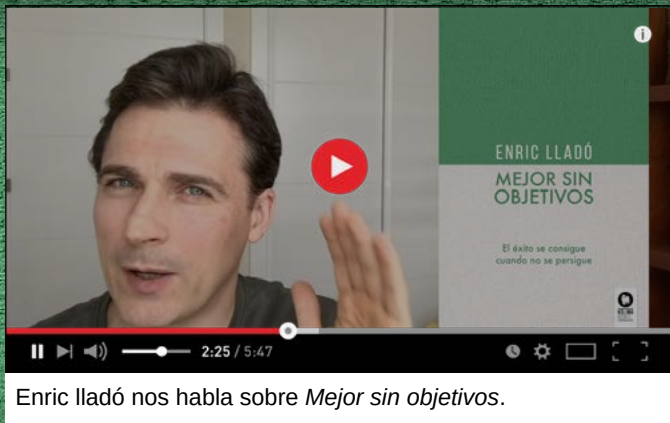 ENRIC LLADÓ
MEJOR SIN
OBJETIVOS
El éxito se consigue
cuando no se persigue
2:25 / 5:47
Enric lladó nos habla sobre Mejor sin objetivos.